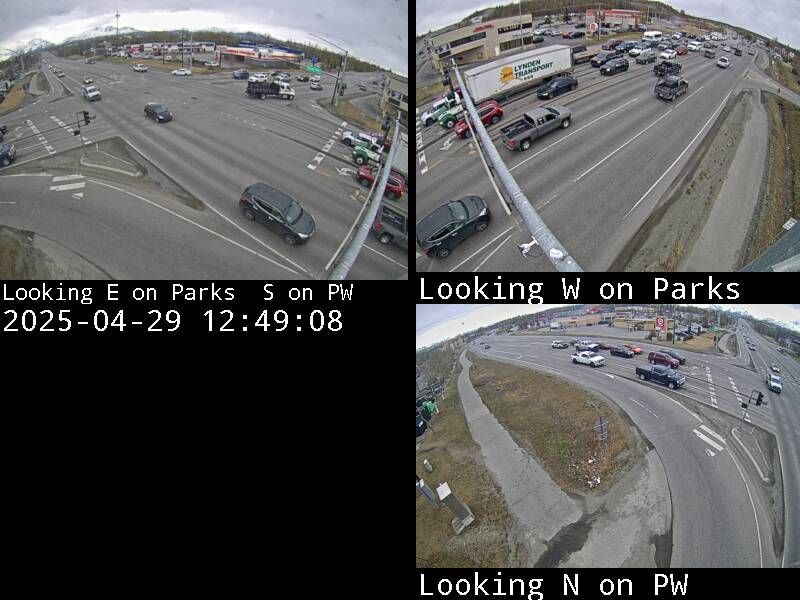 Looking E on Parks  S on PW
2025-04-29 12:49:08
LYNDEN
TRANSPORT
Looking W on Parks
Looking N on PW